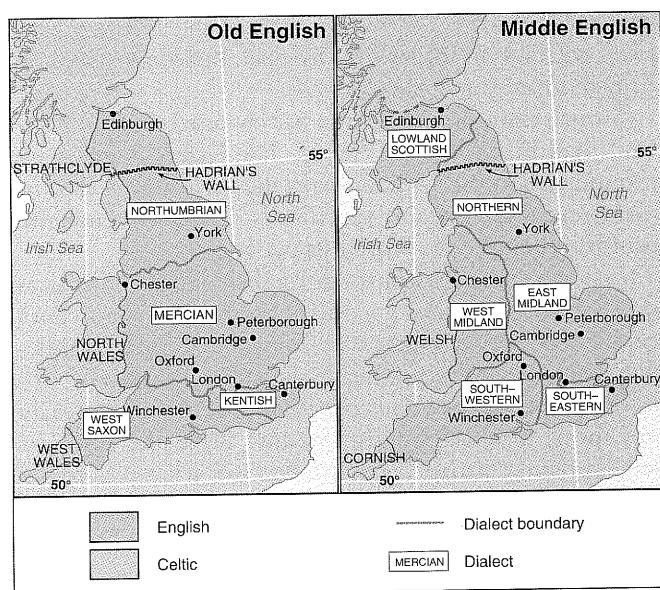 Old English
Edinburgh
STRATHCLYDE
55°
HADRIAN'S
WALL
North
Sea
NORTHUMBRIAN
York
Irish Sea
Chester
MERCIAN
Peterborough
Cambridge
NORTH
WALES
Oxford
London
Canterbury
KENTISH
Winchester
WEST
SAXON
WEST
WALES
50°
Middle English
Edinburgh
LOWLAND
SCOTTISH
55°
HADRIAN'S
WALL
North
Sea
NORTHERN
York
Irish Sea
Chester
EAST
MIDLAND
WEST
MIDLAND
Peterborough
Cambridge
WELSH
Oxford
London
Canterbury
SOUTH–
WESTERN
SOUTH–
EASTERN
Winchester
CORNISH
50°
English
Celtic
Dialect boundary
MERCIAN
Dialect